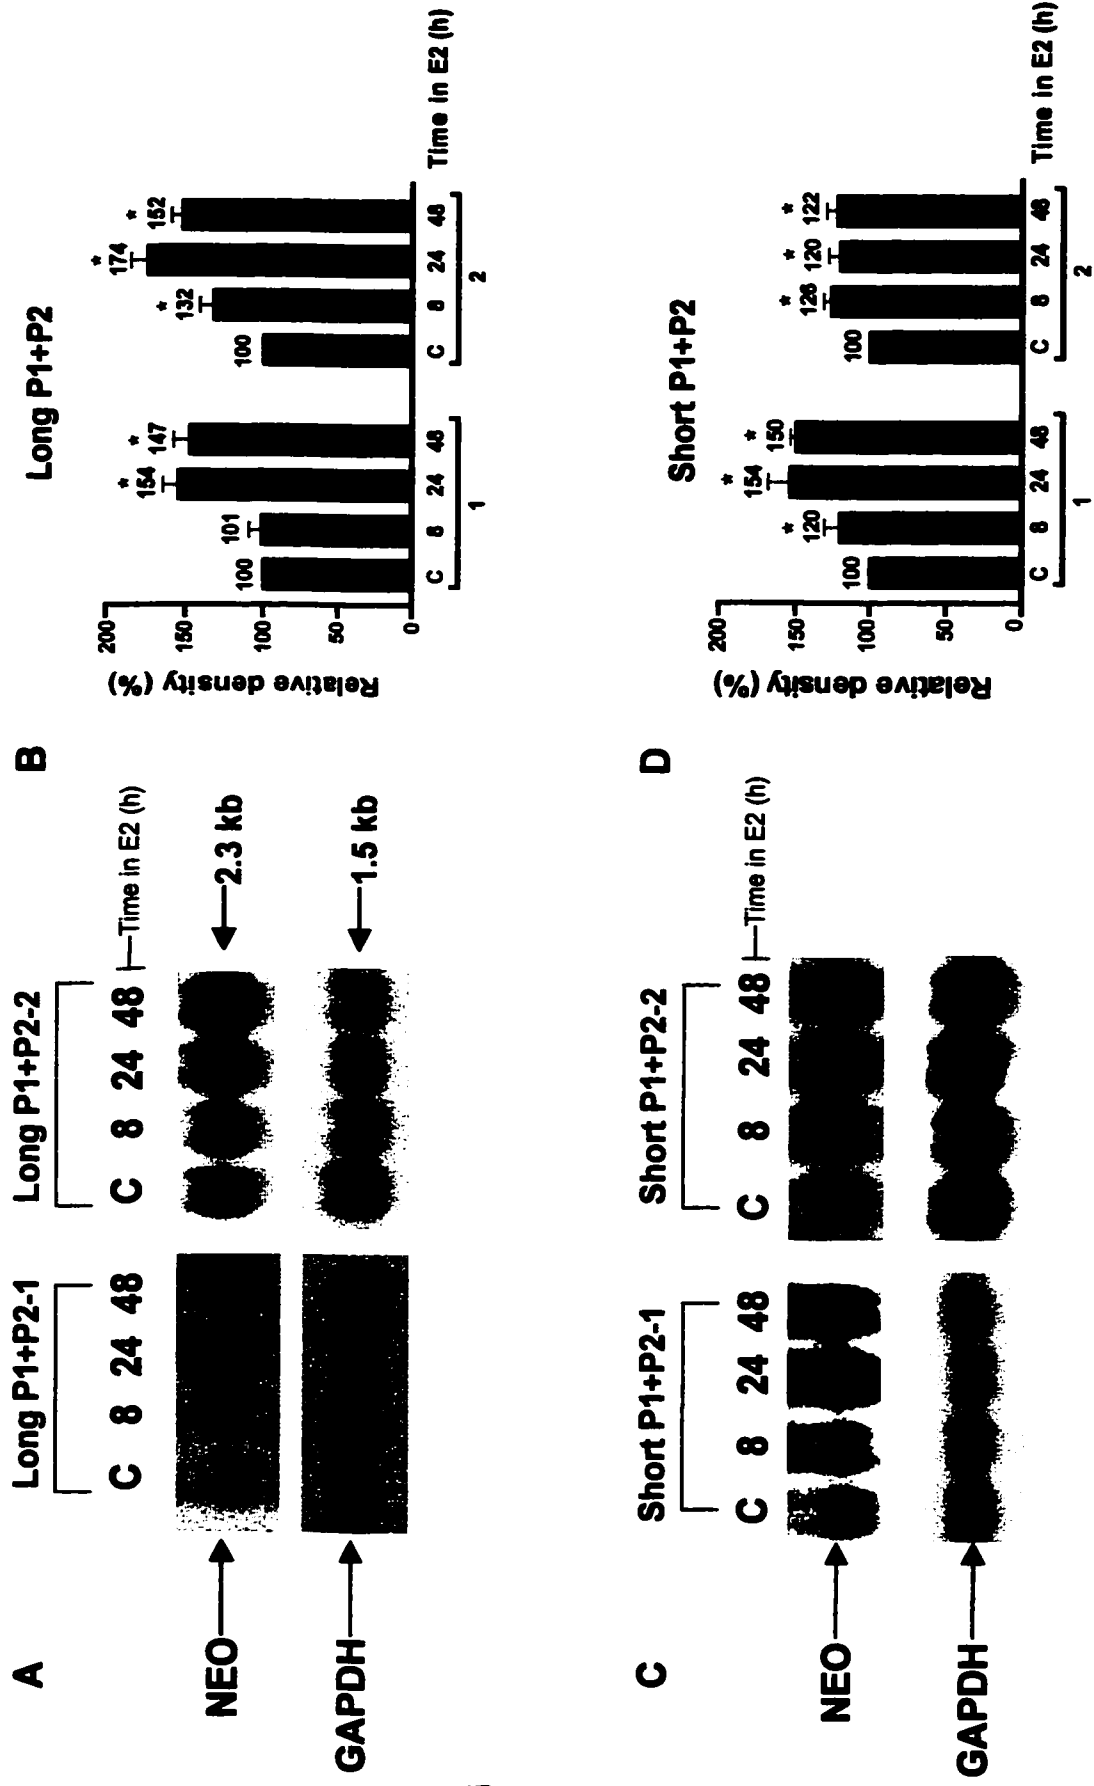 A
Long P1+P2-1
Long P1+P2-2
C 8 24 48
C 8 24 48
Time in E2 (h)
NEO
2.3 kb
GAPDH
1.5 kb
B
Long P1+P2
Relative density (%)
200
150
100
50
0
100
101
154
*
147
*
100
132
*
174
*
152
*
C 8 24 48
C 8 24 48
Time in E2 (h)
1
2
C
Short P1+P2-1
Short P1+P2-2
C 8 24 48
C 8 24 48
Time in E2 (h)
NEO
GAPDH
D
Short P1+P2
Relative density (%)
200
150
100
50
0
100
120
*
154
*
150
*
100
126
*
120
*
122
*
C 8 24 48
C 8 24 48
Time in E2 (h)
1
2